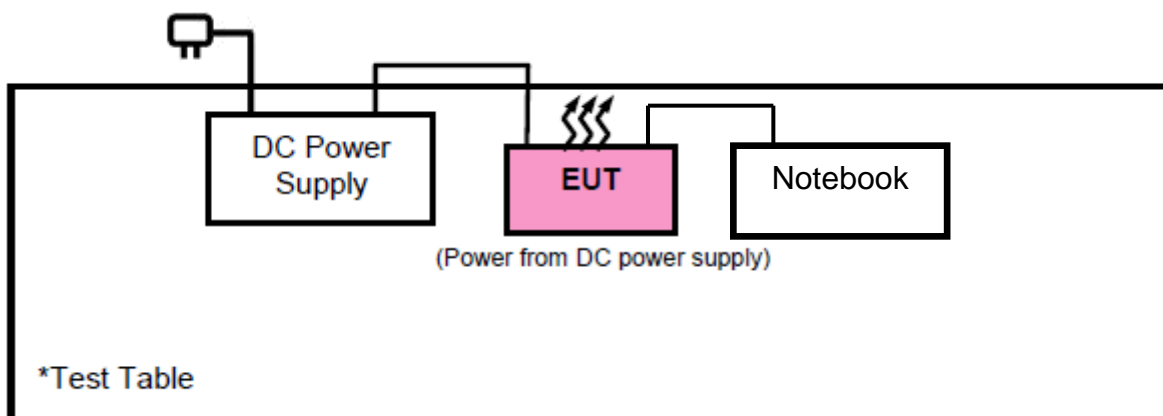 DC Power
Supply
EUT
Notebook
(Power from DC power supply)
*Test Table